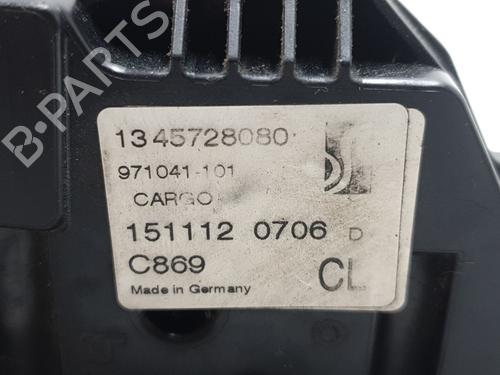 B-PARTS
1345728080
971041-101
CARGO
151112 0706 D
C869
CL
Made in Germany